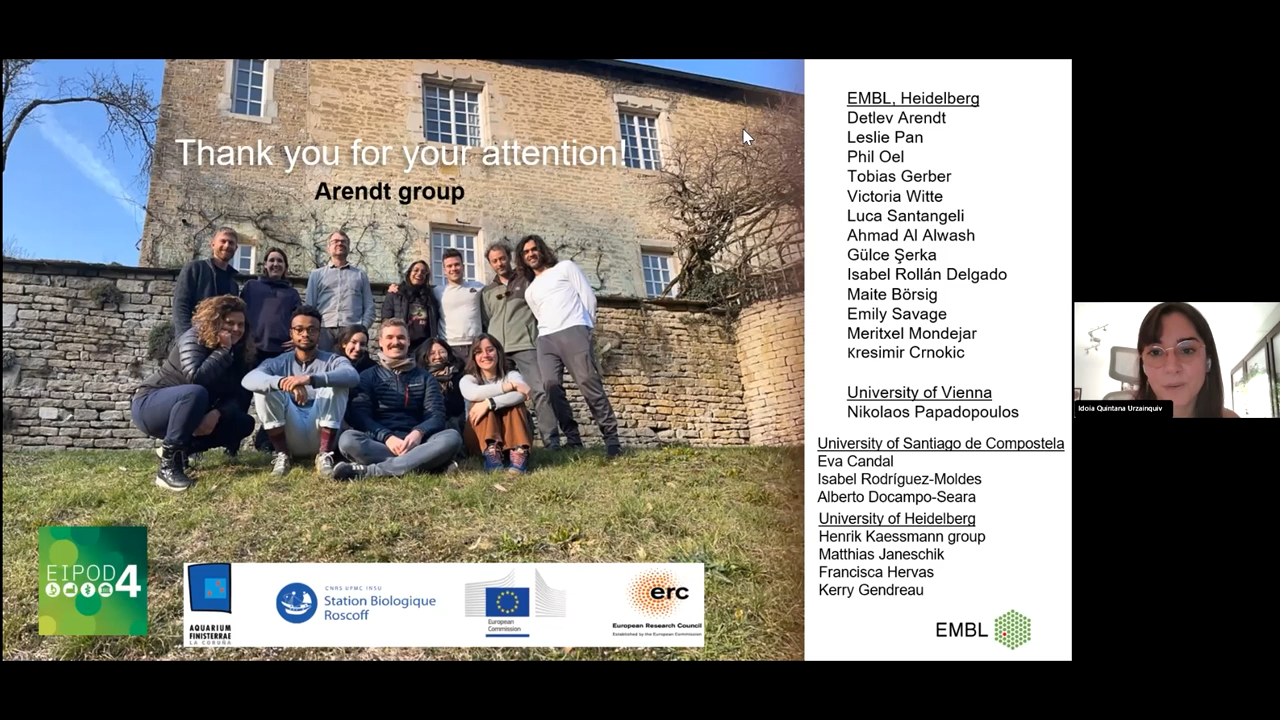 Thank you for your attention!
Arendt group
EMBL, Heidelberg
Detlev Arendt
Leslie Pan
Phil Oel
Tobias Gerber
Victoria Witte
Luca Santangeli
Ahmad Al Alwash
Gülce Şerka
Isabel Rollán Delgado
Maite Börsig
Emily Savage
Meritxel Mondejar
Kresimir Crnokic
University of Vienna
Nikolaos Papadopoulos
University of Santiago de Compostela
Eva Candal
Isabel Rodríguez-Moldes
Alberto Docampo-Seara
University of Heidelberg
Henrik Kaessmann group
Matthias Janeschik
Francisca Hervas
Kerry Gendreau
EMBL
EIPOD4
AQUARIUM
FINISTERRAE
LA CORUÑA
CNRS UPMC INSU
Station Biologique
Roscoff
European
Commission
erc
European Research Council
Established by the European Commission
Idoia Quintana Urzainquiv